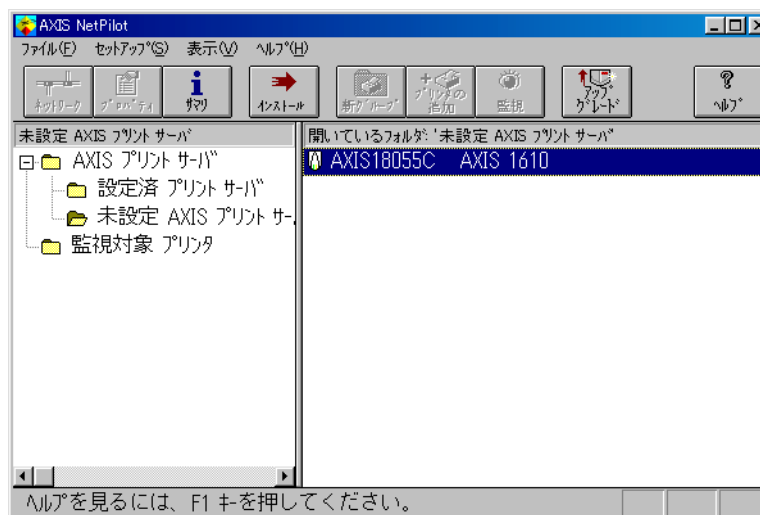 AXIS NetPilot
ファイル(F) セットアップ(S) 表示(V) ヘルプ(H)
ネットワーク
プロパティ
サマリ
インストール
新グループ
プリンタの
追加
監視
アップ
グレード
ヘルプ
未設定 AXIS プリント サーバ
開いているフォルダ: '未設定 AXIS プリント サーバ'
AXIS プリント サーバ
AXIS18055C AXIS 1610
設定済 プリント サーバ
未設定 AXIS プリント サー
監視対象 プリンタ
ヘルプを見るには、F1 キーを押してください。